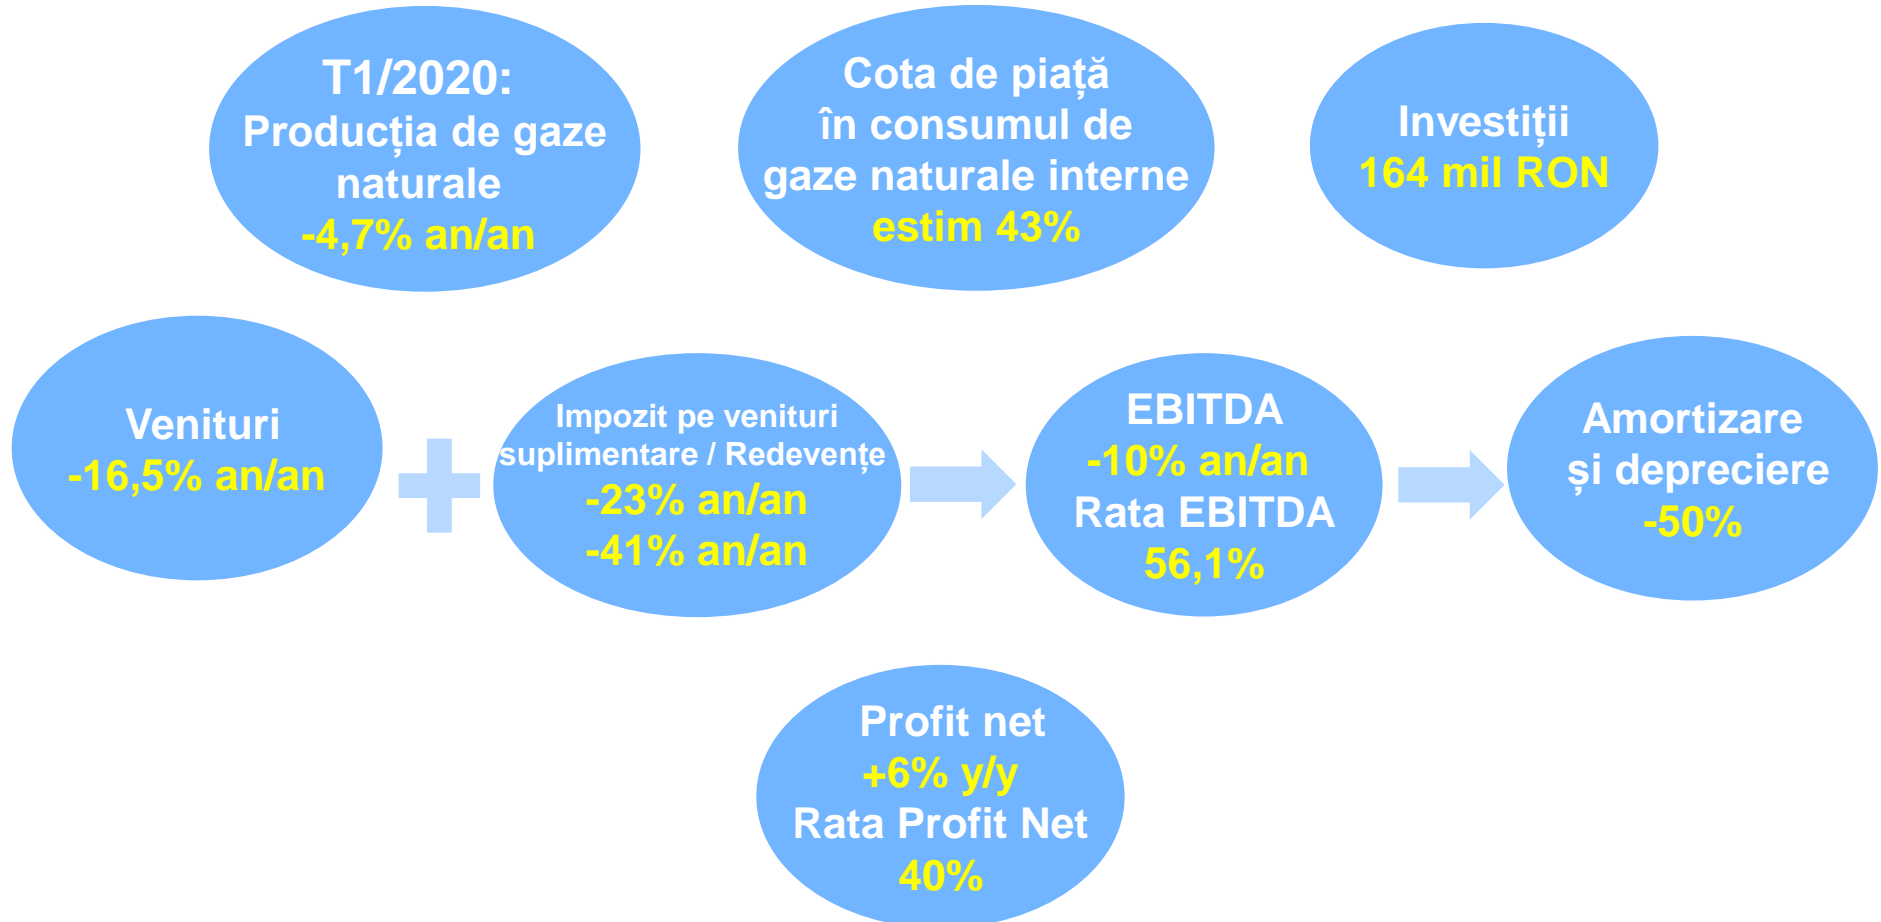 T1/2020:
Producția de gaze
naturale
-4,7% an/an
Cota de piață
în consumul de
gaze naturale interne
estim 43%
Investiții
164 mil RON
Venituri
-16,5% an/an
Impozit pe venituri
suplimentare / Redevențe
-23% an/an
-41% an/an
EBITDA
-10% an/an
Rata EBITDA
56,1%
Amortizare
și depreciere
-50%
Profit net
+6% y/y
Rata Profit Net
40%